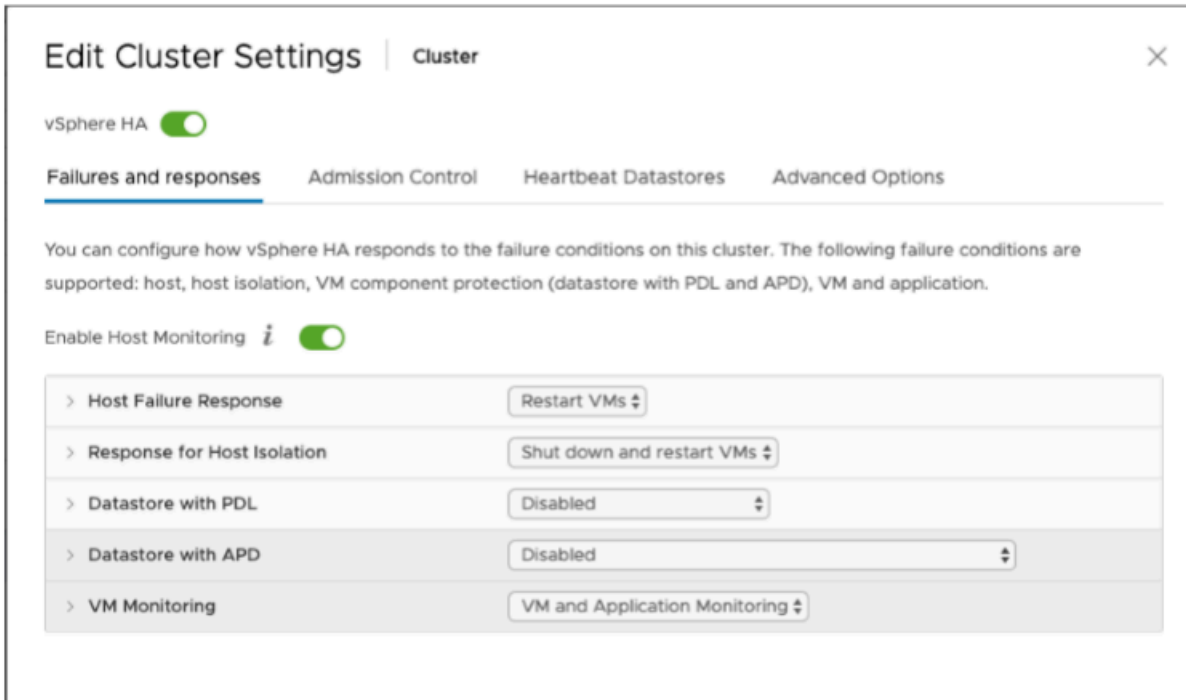 Edit Cluster Settings Cluster
vSphere HA
Failures and responses Admission Control Heartbeat Datastores Advanced Options
You can configure how vSphere HA responds to the failure conditions on this cluster. The following failure conditions are
supported: host, host isolation, VM component protection (datastore with PDL and APD), VM and application.
Enable Host Monitoring i
Host Failure Response Restart VMs
Response for Host Isolation Shut down and restart VMs
Datastore with PDL Disabled
Datastore with APD Disabled
VM Monitoring VM and Application Monitoring